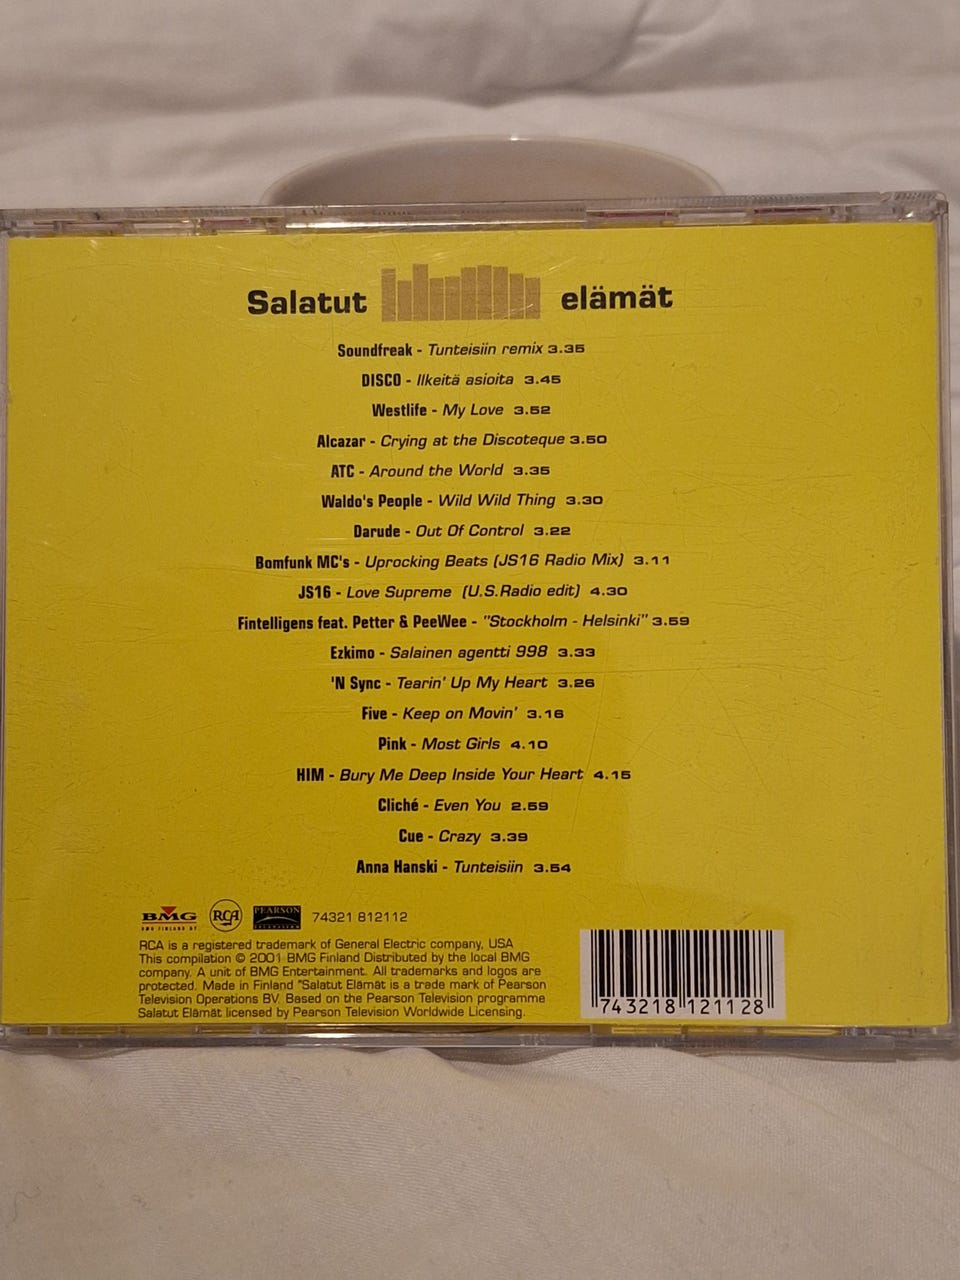 Salatut elämät
Soundfreak - Tunteisiin remix 3.35
DISCO - Ilkeitä asioita 3.45
Westlife - My Love 3.52
Alcazar - Crying at the Discoteque 3.50
ATC - Around the World 3.35
Waldo's People - Wild Wild Thing 3.30
Darude - Out Of Control 3.22
Bomfunk MC's - Uprocking Beats (JS16 Radio Mix) 3.11
JS16 - Love Supreme (U.S.Radio edit) 4.30
Fintelligens feat. Petter & PeeWee - "Stockholm - Helsinki" 3.59
Ezkimo - Salainen agentti 998 3.33
'N Sync - Tearin' Up My Heart 3.26
Five - Keep on Movin' 3.16
Pink - Most Girls 4.10
HIM - Bury Me Deep Inside Your Heart 4.15
Cliché - Even You 2.59
Cue - Crazy 3.39
Anna Hanski - Tunteisiin 3.54
BMG RCA PEARSON 74321 812112
BMG FINLAND OY TELEVISION
RCA is a registered trademark of General Electric company, USA
This compilation © 2001 BMG Finland Distributed by the local BMG
company. A unit of BMG Entertainment. All trademarks and logos are
protected. Made in Finland "Salatut Elämät is a trade mark of Pearson
Television Operations BV. Based on the Pearson Television programme
Salatut Elämät licensed by Pearson Television Worldwide Licensing.
743218 121128